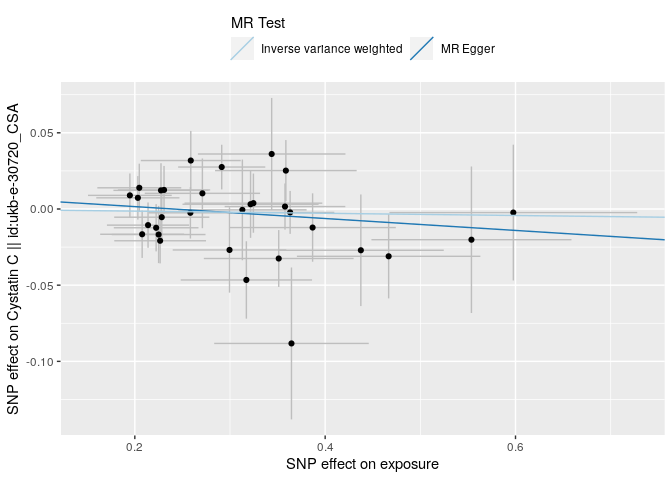 MR Test
Inverse variance weighted
MR Egger
SNP effect on Cystatin C || id:ukb-e-30720_CSA
0.05
0.00
-0.05
-0.10
0.2
0.4
0.6
SNP effect on exposure